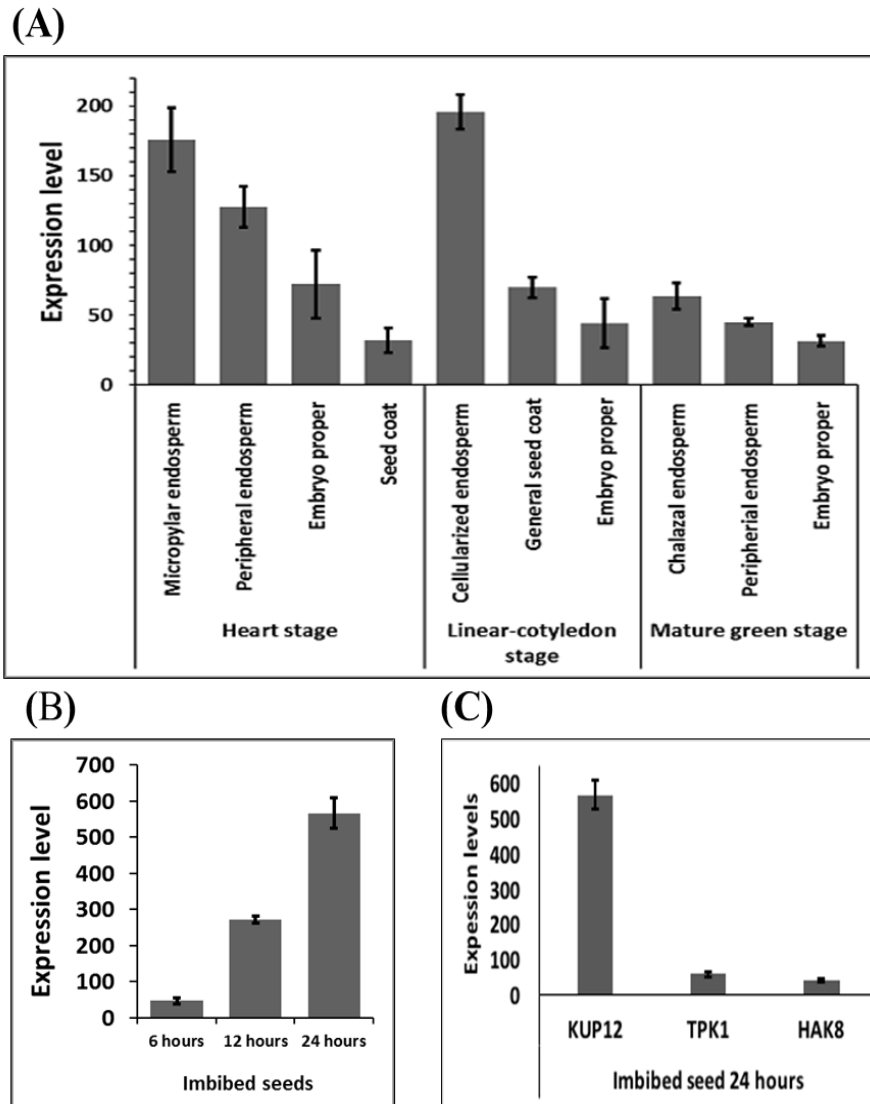 (A)
Expression level
200
150
100
50
0
Micropylar endosperm
Peripheral endosperm
Embryo proper
Seed coat
Cellularized endosperm
General seed coat
Embryo proper
Chalazal endosperm
Peripherial endosperm
Embryo proper
Heart stage
Linear-cotyledon
stage
Mature green stage
(B)
Expression level
700
600
500
400
300
200
100
0
6 hours
12 hours
24 hours
Imbibed seeds
(C)
Expession levels
600
500
400
300
200
100
0
KUP12
TPK1
HAK8
Imbibed seed 24 hours